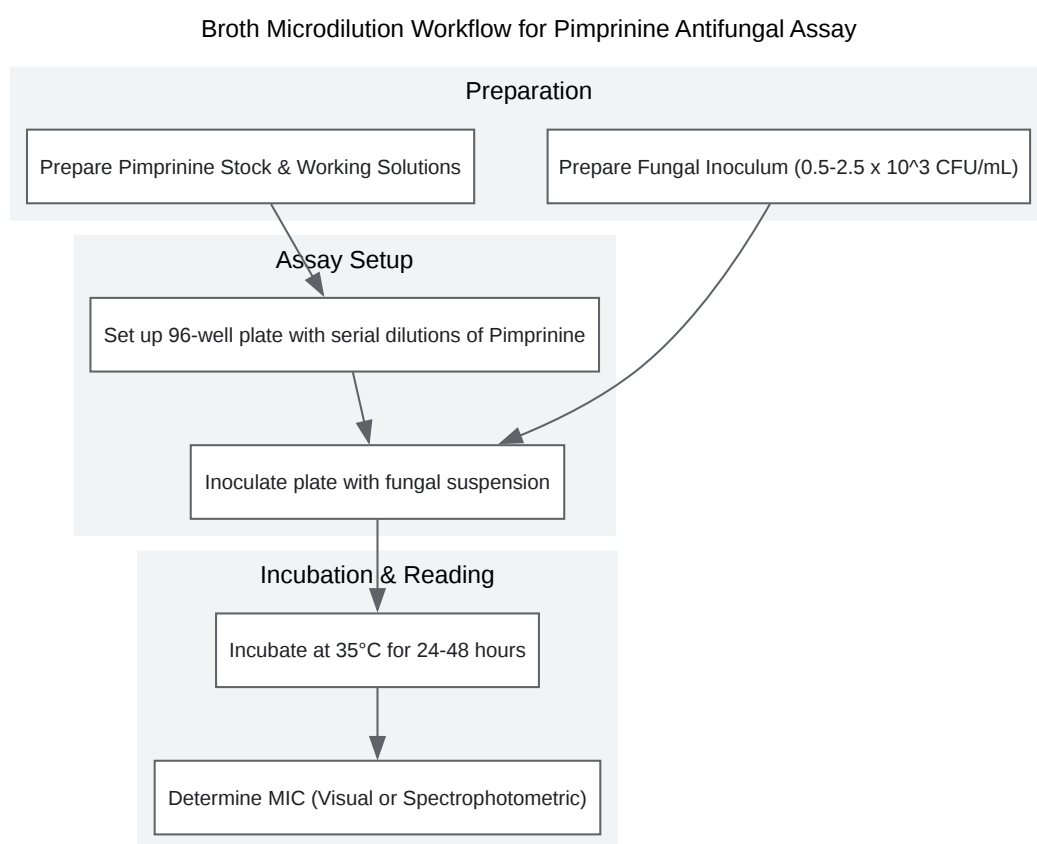 Broth Microdilution Workflow for Pimprinine Antifungal Assay
Preparation
Prepare Pimprinine Stock & Working Solutions
Prepare Fungal Inoculum (0.5-2.5 x 10^3 CFU/mL)
Assay Setup
Set up 96-well plate with serial dilutions of Pimprinine
Inoculate plate with fungal suspension
Incubation & Reading
Incubate at 35°C for 24-48 hours
Determine MIC (Visual or Spectrophotometric)